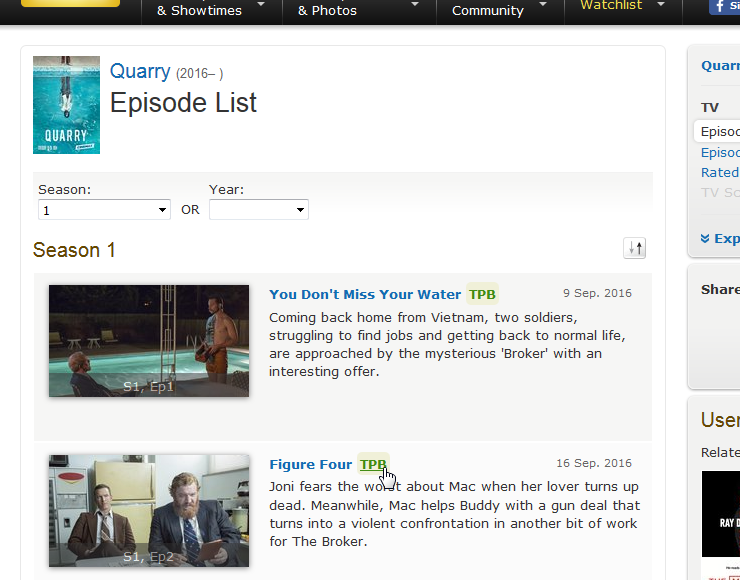 & Showtimes
& Photos
Community
Watchlist
f Si
Quarry (2016– )
Episode List
QUARRY
Season:
Year:
1
OR
Season 1
You Don't Miss Your Water TPB
9 Sep. 2016
Coming back home from Vietnam, two soldiers,
struggling to find jobs and getting back to normal life,
are approached by the mysterious 'Broker' with an
interesting offer.
S1, Ep1
Figure Four TPB
16 Sep. 2016
Joni fears the worst about Mac when her lover turns up
dead. Meanwhile, Mac helps Buddy with a gun deal that
turns into a violent confrontation in another bit of work
for The Broker.
S1, Ep2
Quarr
TV
Episo
Episo
Rated
TV Sc
Exp
Share
User
Relate
RAY D